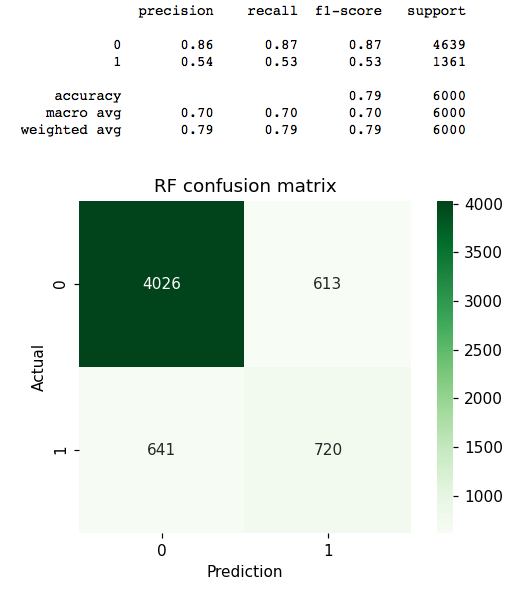 precision recall f1-score support
0 0.86 0.87 0.87 4639
1 0.54 0.53 0.53 1361
accuracy 0.79 6000
macro avg 0.70 0.70 0.70 6000
weighted avg 0.79 0.79 0.79 6000
RF confusion matrix
4000
3500
3000
2500
2000
1500
1000
Actual
0
4026 613
1
641 720
0 1
Prediction